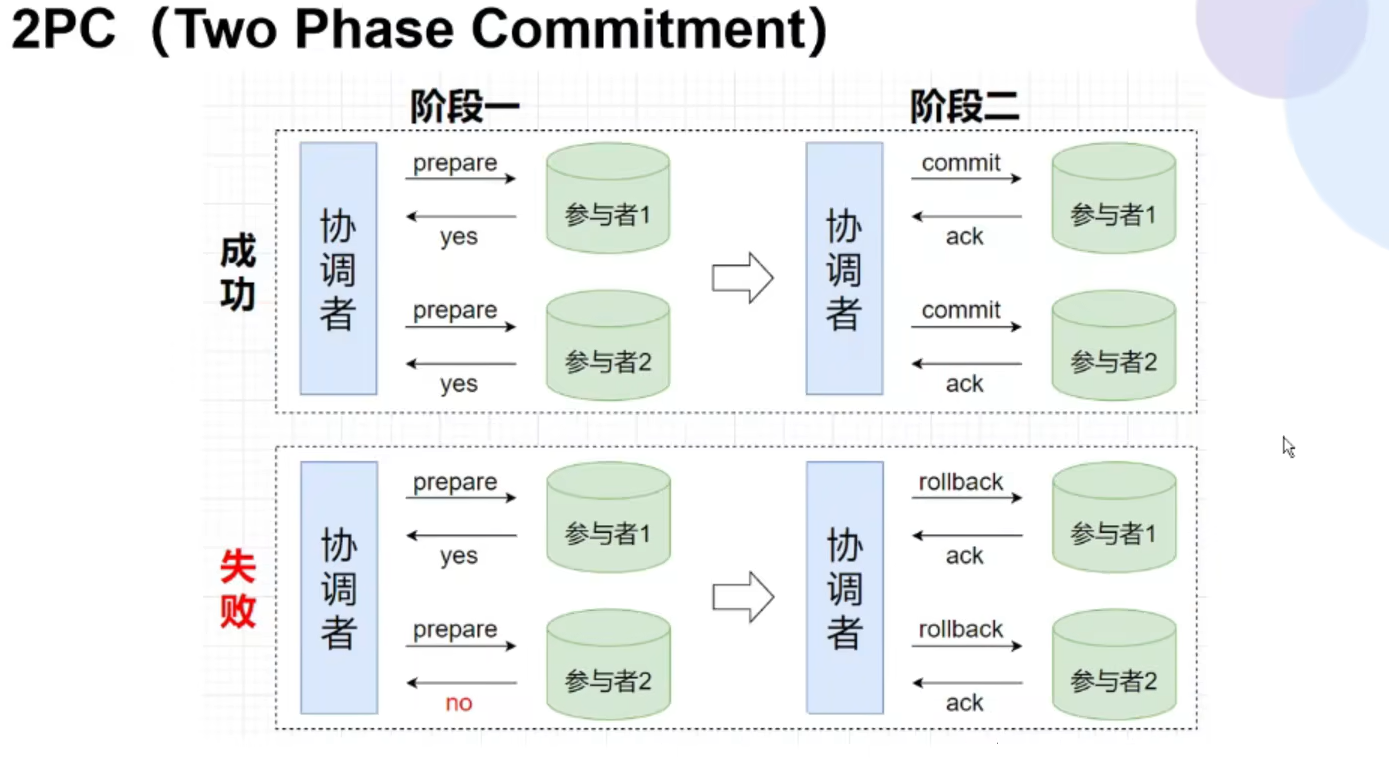 2PC（Two Phase Commitment）
阶段一
阶段二
成功
协调者
prepare
yes
参与者1
prepare
yes
参与者2
协调者
commit
ack
参与者1
commit
ack
参与者2
失败
协调者
prepare
yes
参与者1
prepare
no
参与者2
协调者
rollback
ack
参与者1
rollback
ack
参与者2